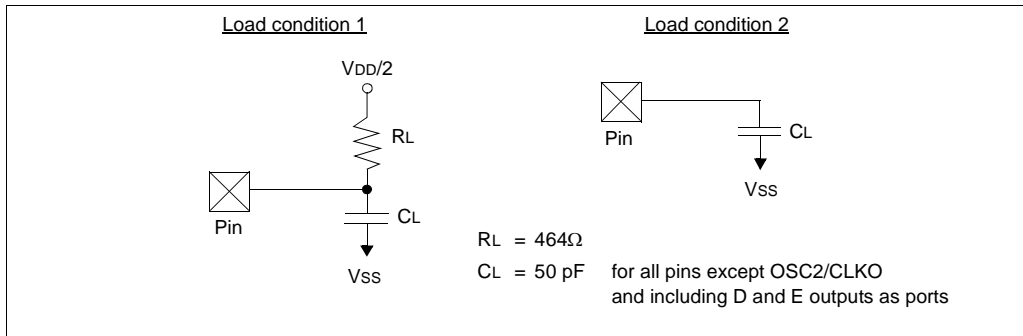 Load condition 1
Load condition 2
VDD/2
RL
CL
Pin
VSS
CL
Pin
VSS
RL = 464Ω
CL = 50 pF for all pins except OSC2/CLKO
and including D and E outputs as ports